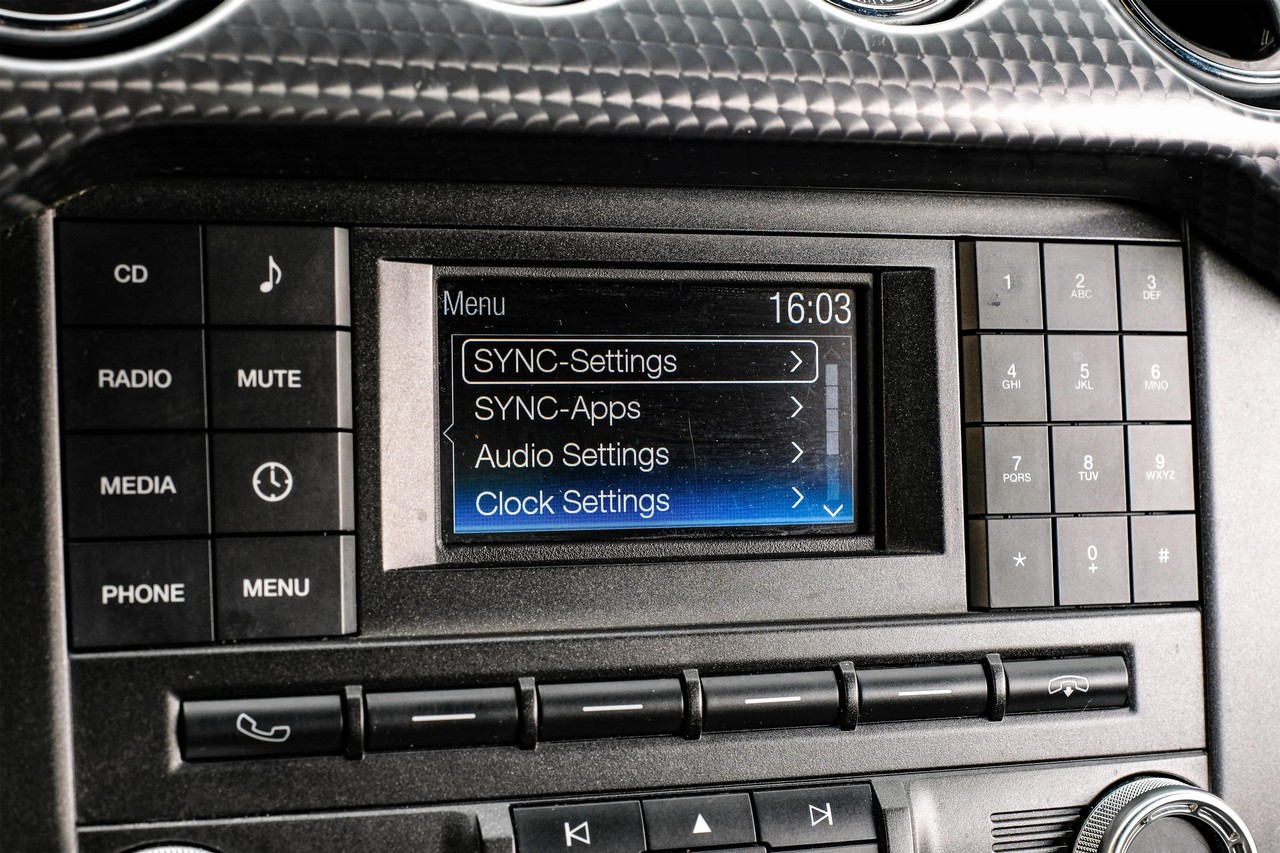 CD
RADIO
MUTE
MEDIA
PHONE
MENU
Menu
16:03
SYNC-Settings
SYNC-Apps
Audio Settings
Clock Settings
1
2
ABC
3
DEF
4
GHI
5
JKL
6
MNO
7
PQRS
8
TUV
9
WXYZ
*
0
+
#